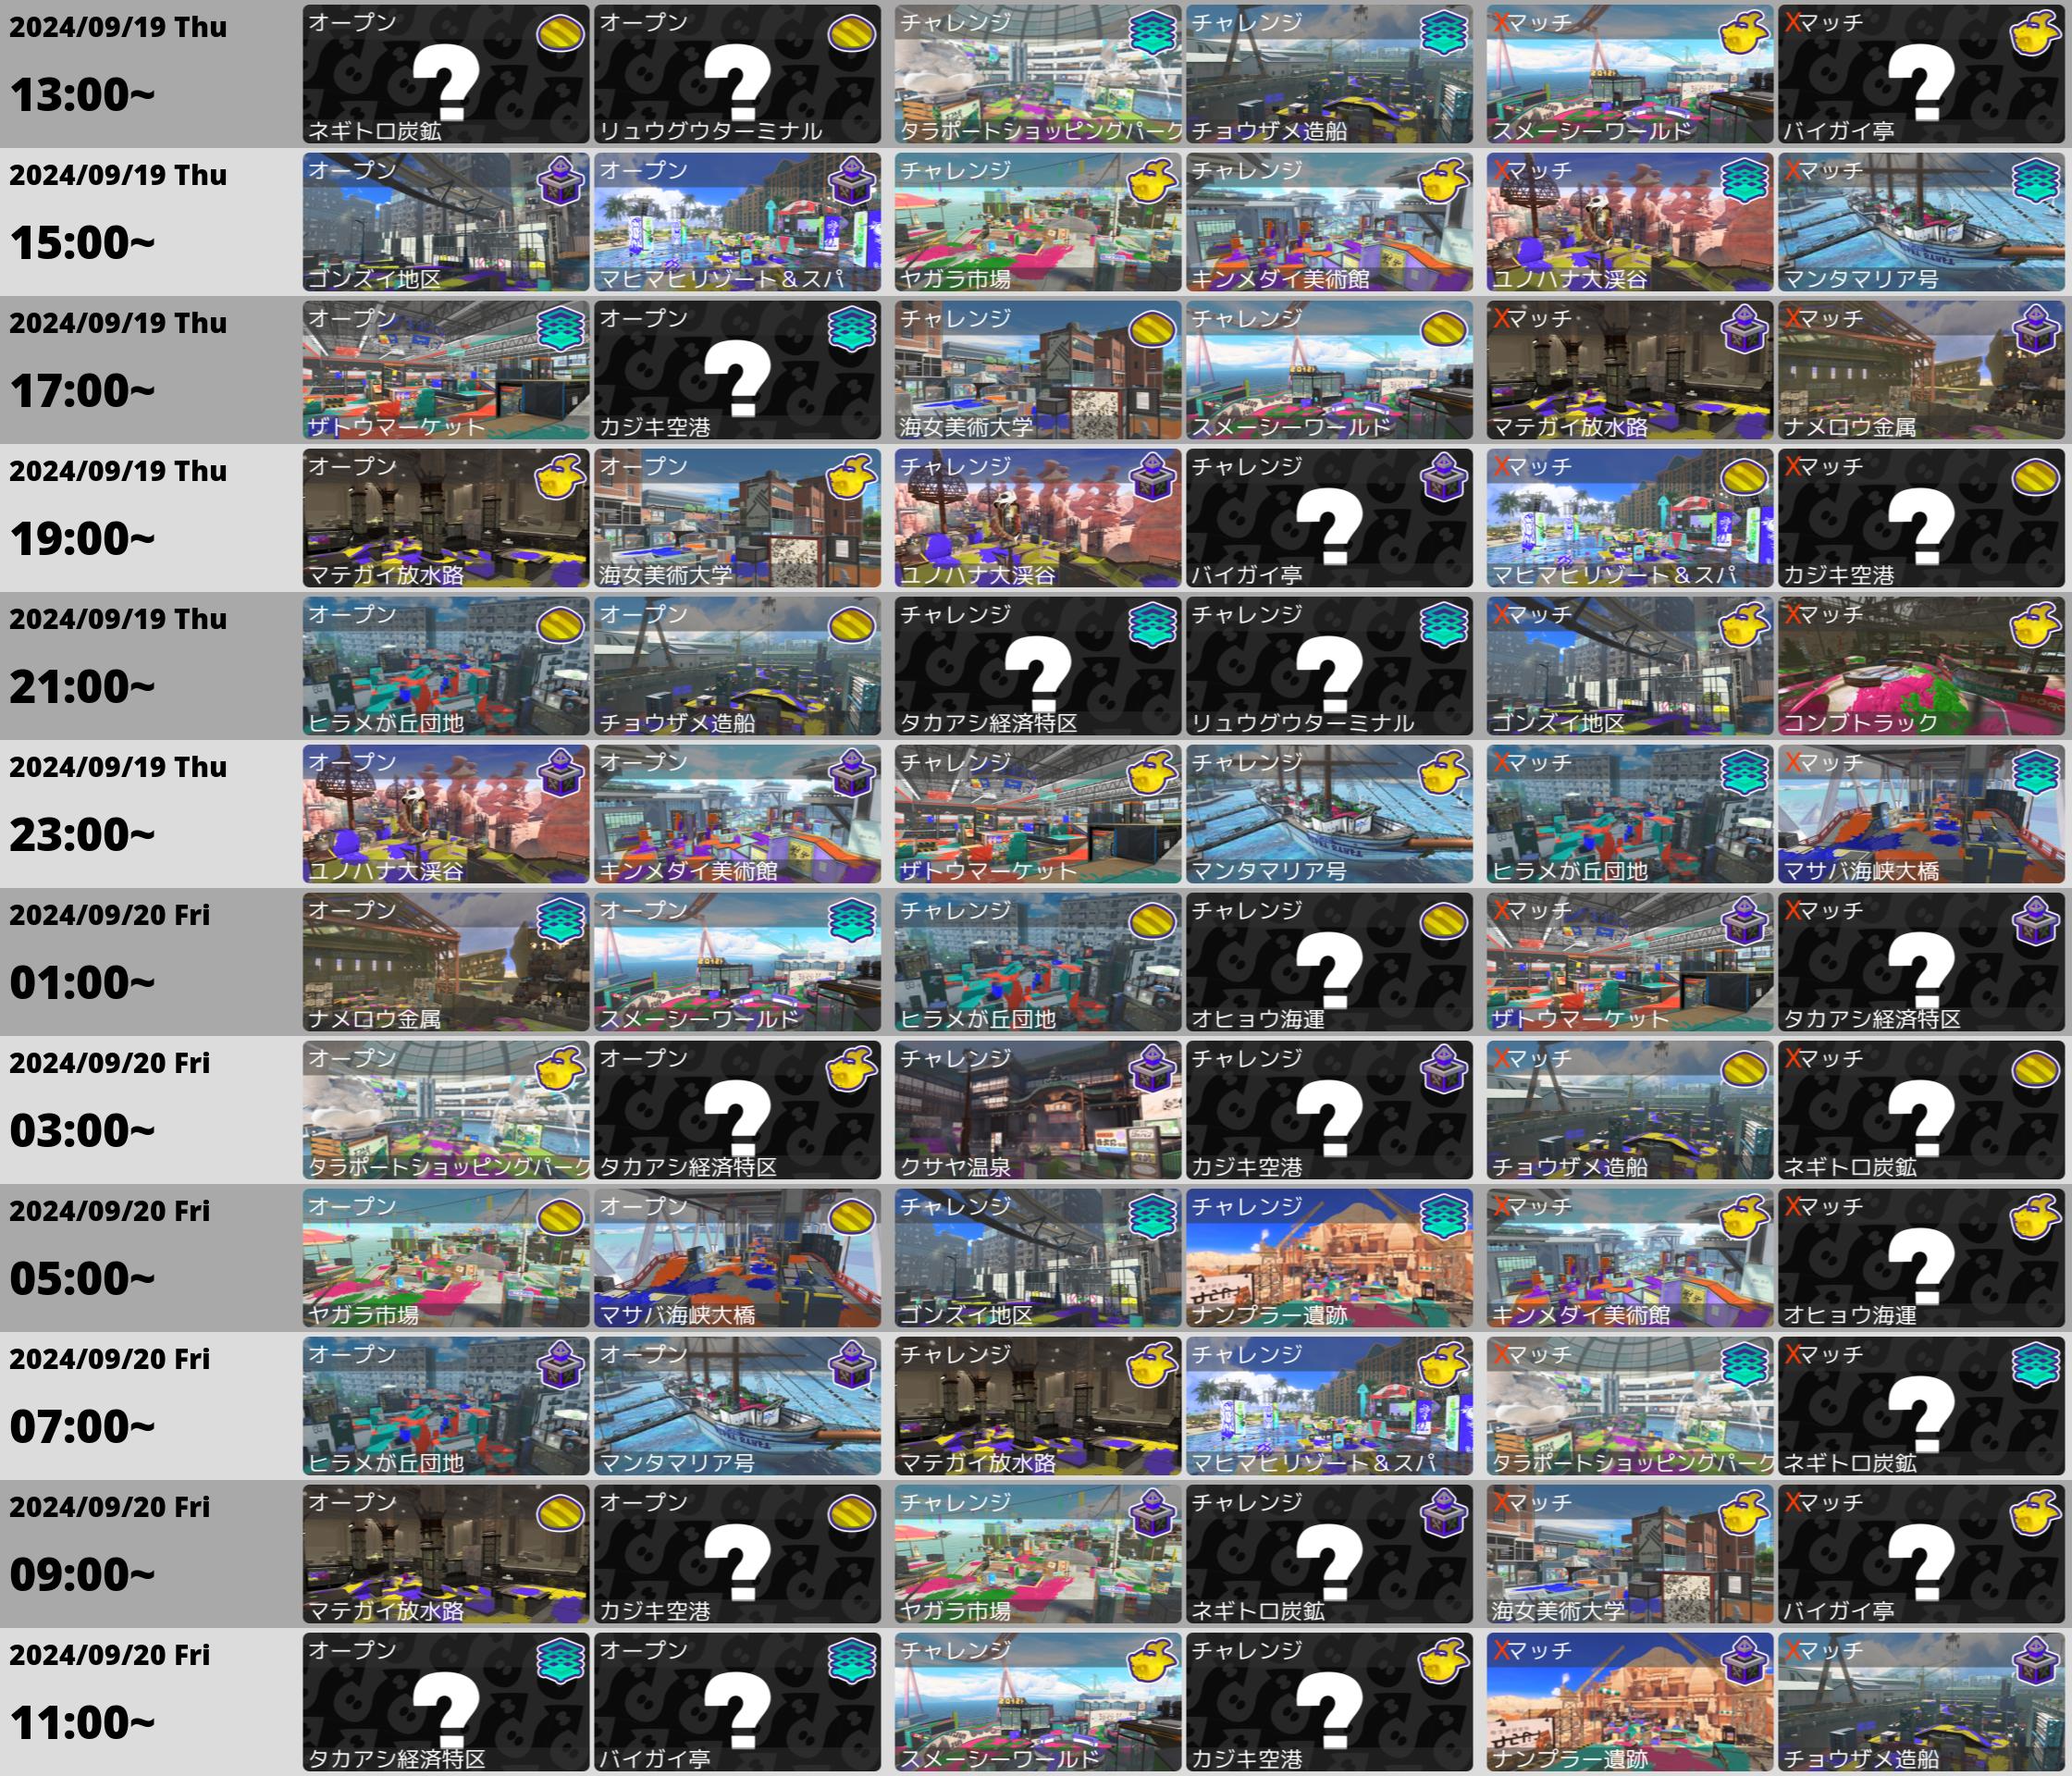 2024/09/19 Thu
13:00~
オープン
ネギトロ炭鉱
オープン
リュウグウターミナル
チャレンジ
タラポートショッピングパーク
チャレンジ
チョウザメ造船
Xマッチ
スメーシーワールド
Xマッチ
バイガイ亭
2024/09/19 Thu
15:00~
オープン
ゴンズイ地区
オープン
マヒマヒリゾート＆スパ
チャレンジ
ヤガラ市場
チャレンジ
キンメダイ美術館
Xマッチ
ユノハナ大渓谷
Xマッチ
マンタマリア号
2024/09/19 Thu
17:00~
オープン
ザトウマーケット
オープン
カジキ空港
チャレンジ
海女美術大学
チャレンジ
スメーシーワールド
Xマッチ
マテガイ放水路
Xマッチ
ナメロウ金属
2024/09/19 Thu
19:00~
オープン
マテガイ放水路
オープン
海女美術大学
チャレンジ
ユノハナ大渓谷
チャレンジ
バイガイ亭
Xマッチ
マヒマヒリゾート＆スパ
Xマッチ
カジキ空港
2024/09/19 Thu
21:00~
オープン
ヒラメが丘団地
オープン
チョウザメ造船
チャレンジ
タカアシ経済特区
チャレンジ
リュウグウターミナル
Xマッチ
ゴンズイ地区
Xマッチ
コンブトラック
2024/09/19 Thu
23:00~
オープン
ユノハナ大渓谷
オープン
キンメダイ美術館
チャレンジ
ザトウマーケット
チャレンジ
マンタマリア号
Xマッチ
ヒラメが丘団地
Xマッチ
マサバ海峡大橋
2024/09/20 Fri
01:00~
オープン
ナメロウ金属
オープン
スメーシーワールド
チャレンジ
ヒラメが丘団地
チャレンジ
オヒョウ海運
Xマッチ
ザトウマーケット
Xマッチ
タカアシ経済特区
2024/09/20 Fri
03:00~
オープン
タラポートショッピングパーク
オープン
タカアシ経済特区
チャレンジ
クサヤ温泉
チャレンジ
カジキ空港
Xマッチ
チョウザメ造船
Xマッチ
ネギトロ炭鉱
2024/09/20 Fri
05:00~
オープン
ヤガラ市場
オープン
マサバ海峡大橋
チャレンジ
ゴンズイ地区
チャレンジ
ナンプラー遺跡
Xマッチ
キンメダイ美術館
Xマッチ
オヒョウ海運
2024/09/20 Fri
07:00~
オープン
ヒラメが丘団地
オープン
マンタマリア号
チャレンジ
マテガイ放水路
チャレンジ
マヒマヒリゾート＆スパ
Xマッチ
タラポートショッピングパーク
Xマッチ
ネギトロ炭鉱
2024/09/20 Fri
09:00~
オープン
マテガイ放水路
オープン
カジキ空港
チャレンジ
ヤガラ市場
チャレンジ
ネギトロ炭鉱
Xマッチ
海女美術大学
Xマッチ
バイガイ亭
2024/09/20 Fri
11:00~
オープン
タカアシ経済特区
オープン
バイガイ亭
チャレンジ
スメーシーワールド
チャレンジ
カジキ空港
Xマッチ
ナンプラー遺跡
Xマッチ
チョウザメ造船